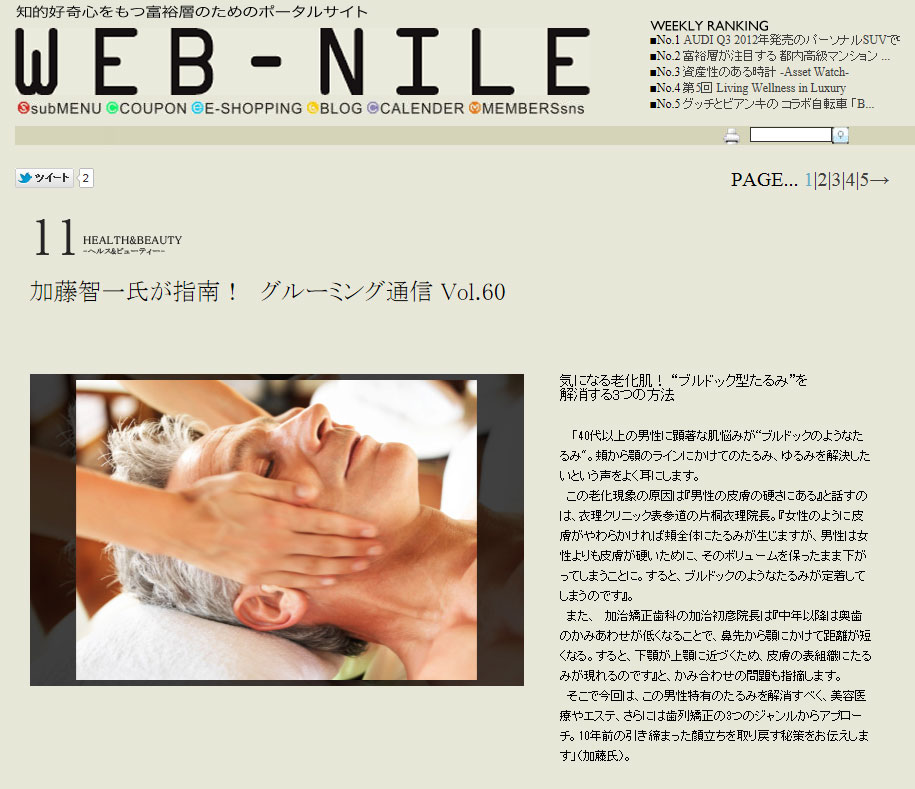 知的好奇心をもつ富裕層のためのポータルサイト
WEB-NILE
SsubMENU CCOUPON eE-SHOPPING bBLOG CCALENDER MMEMBERSsns
WEEKLY RANKING
■No.1 AUDI Q3 2012年発売のパーソナルSUVで
■No.2 富裕層が注目する 都内高級マンション ...
■No.3 資産性のある時計 -Asset Watch-
■No.4 第5回 Living Wellness in Luxury
■No.5 グッチとビアンキの コラボ自転車 「B...
ツイート 2
PAGE... 1|2|3|4|5→
11 HEALTH&BEAUTY
-ヘルス&ビューティー-
加藤智一氏が指南！ グルーミング通信 Vol.60
気になる老化肌！ “ブルドック型たるみ”を
解消する3つの方法
「40代以上の男性に顕著な肌悩みが“ブルドックのようなた
るみ”。頬から顎のラインにかけてのたるみ、ゆるみを解決した
いという声をよく耳にします。
この老化現象の原因は『男性の皮膚の硬さにある』と話すの
は、衣理クリニック表参道の片桐衣理院長。『女性のように皮
膚がやわらかければ頬全体にたるみが生じますが、男性は女
性よりも皮膚が硬いために、そのボリュームを保ったまま下が
ってしまうことに。すると、ブルドックのようなたるみが定着して
しまうのです』。
また、 加治矯正歯科の加治初彦院長は『中年以降は奥歯
のかみあわせが低くなることで、鼻先から顎にかけて距離が短
くなる。すると、下顎が上顎に近づくため、皮膚の表組織にたる
みが現れるのです』と、かみ合わせの問題も指摘します。
そこで今回は、この男性特有のたるみを解消すべく、美容医
療やエステ、さらには歯列矯正の3つのジャンルからアプロー
チ。10年前の引き締まった顔立ちを取り戻す秘策をお伝えしま
す」（加藤氏）。